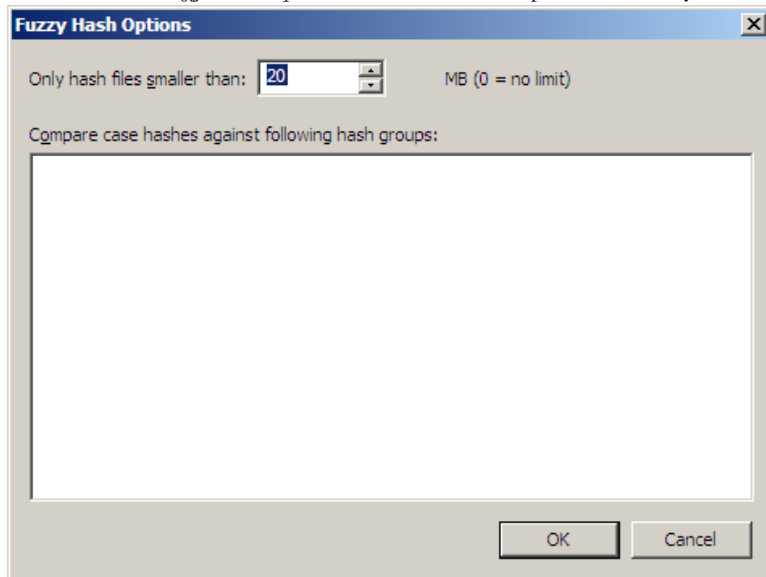 Fuzzy Hash Options
Only hash files smaller than: 20 MB (0 = no limit)
Compare case hashes against following hash groups:
OK Cancel